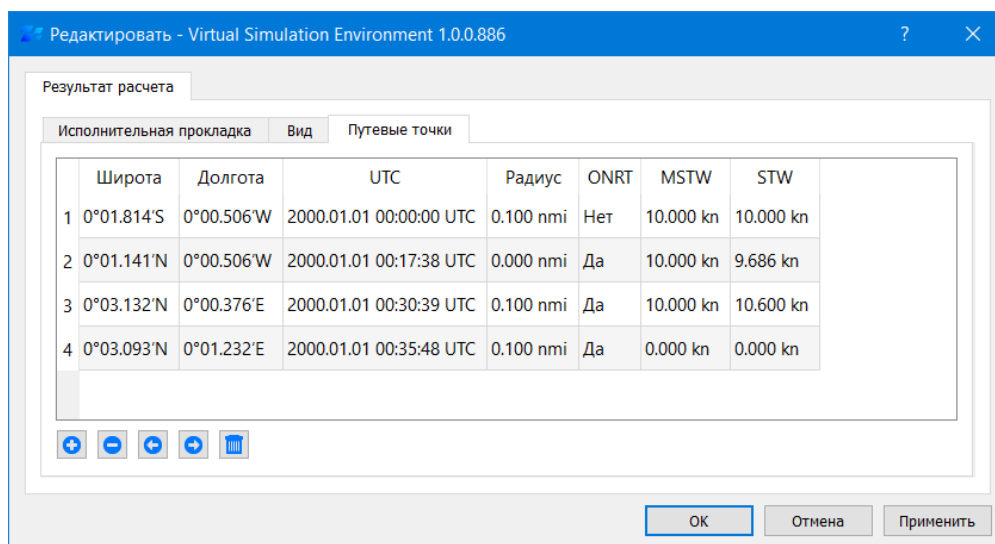 Редактировать - Virtual Simulation Environment 1.0.0.886 ?
Результат расчета
Исполнительная прокладка Вид Путевые точки
Широта Долгота UTC Радиус ONRT MSTW STW
1 0°01.814′S 0°00.506′W 2000.01.01 00:00:00 UTC 0.100 nmi Нет 10.000 kn 10.000 kn
2 0°01.141′N 0°00.506′W 2000.01.01 00:17:38 UTC 0.000 nmi Да 10.000 kn 9.686 kn
3 0°03.132′N 0°00.376′E 2000.01.01 00:30:39 UTC 0.100 nmi Да 10.000 kn 10.600 kn
4 0°03.093′N 0°01.232′E 2000.01.01 00:35:48 UTC 0.100 nmi Да 0.000 kn 0.000 kn
OK Отмена Применить